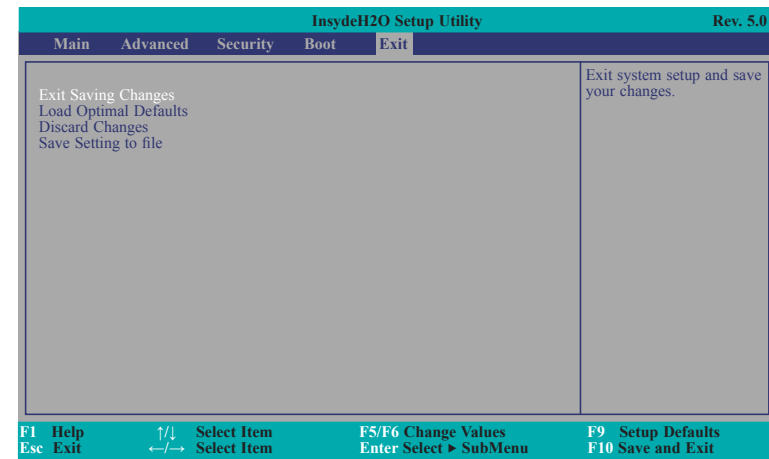 InsydeH2O Setup Utility Rev. 5.0
Main Advanced Security Boot Exit
Exit Saving Changes
Load Optimal Defaults
Discard Changes
Save Setting to file
Exit system setup and save
your changes.
F1 Help ↑/↓ Select Item F5/F6 Change Values F9 Setup Defaults
Esc Exit ←/→ Select Item Enter Select ▶ SubMenu F10 Save and Exit